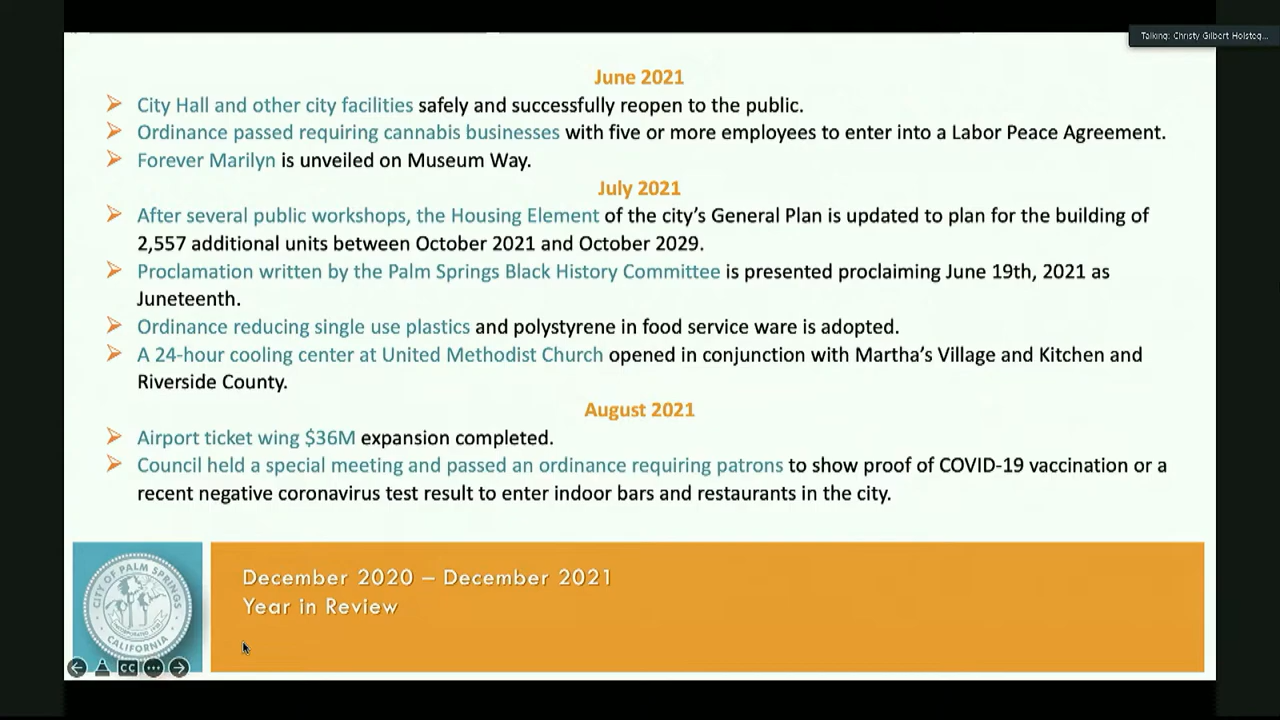 Talking: Christy Gilbert Holsteg...
June 2021
City Hall and other city facilities safely and successfully reopen to the public.
Ordinance passed requiring cannabis businesses with five or more employees to enter into a Labor Peace Agreement.
Forever Marilyn is unveiled on Museum Way.
July 2021
After several public workshops, the Housing Element of the city's General Plan is updated to plan for the building of
2,557 additional units between October 2021 and October 2029.
Proclamation written by the Palm Springs Black History Committee is presented proclaiming June 19th, 2021 as
Juneteenth.
Ordinance reducing single use plastics and polystyrene in food service ware is adopted.
A 24-hour cooling center at United Methodist Church opened in conjunction with Martha's Village and Kitchen and
Riverside County.
August 2021
Airport ticket wing $36M expansion completed.
Council held a special meeting and passed an ordinance requiring patrons to show proof of COVID-19 vaccination or a
recent negative coronavirus test result to enter indoor bars and restaurants in the city.
CITY OF PALM SPRINGS
CALIFORNIA
December 2020 – December 2021
Year in Review
CC